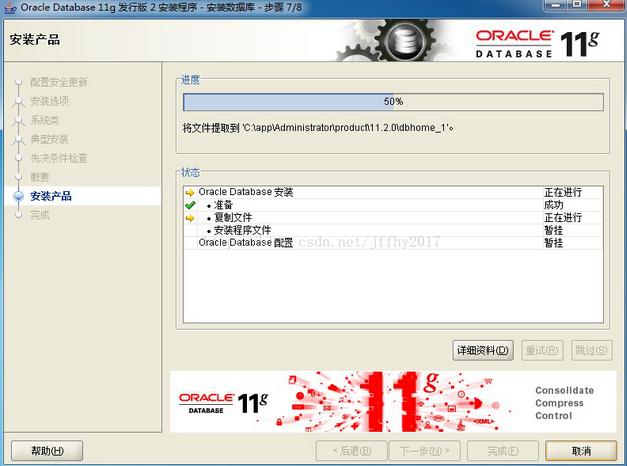 Oracle Database 11g 发行版 2 安装程序 - 安装数据库 - 步骤 7/8
安装产品
ORACLE
DATABASE 11g
配置安全更新
安装选项
系统类
典型安装
先决条件检查
概要
安装产品
完成
进度
50%
将文件提取到 'C:\app\Administrator\product\11.2.0\dbhome_1'。
状态
Oracle Database 安装 正在进行
• 准备 成功
• 复制文件 正在进行
• 安装程序文件 暂挂
Oracle Database 配置 暂挂
csdn.net/jffhy2017
详细资料(D) 重试(R) 跳过(S)
ORACLE
DATABASE 11g
11g
<XML>
Consolidate
Compress
Control
帮助(H) < 后退(B) 下一步(N) > 完成(F) 取消